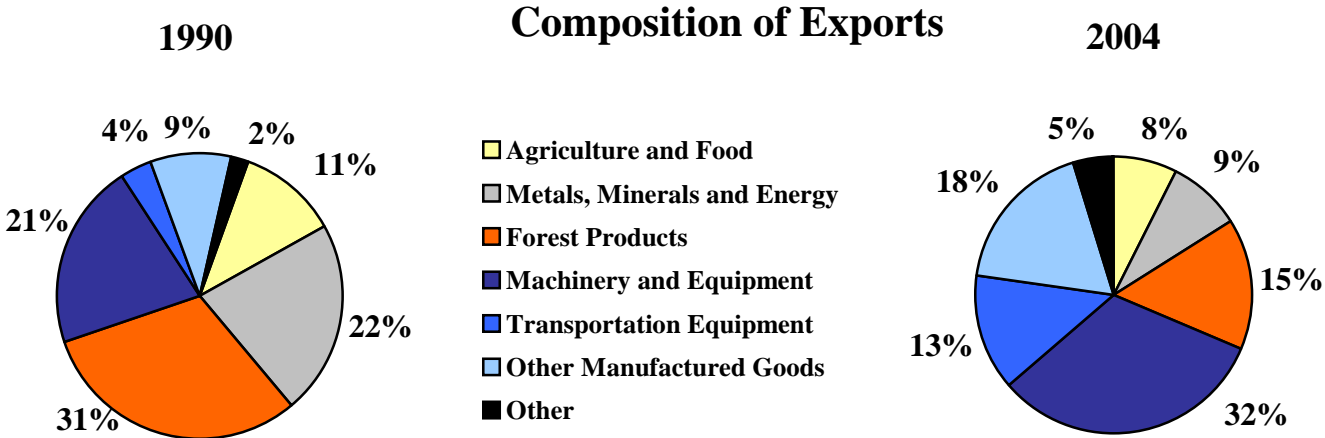 Composition of Exports
1990
2004
4%
9%
2%
11%
21%
22%
31%
Agriculture and Food
Metals, Minerals and Energy
Forest Products
Machinery and Equipment
Transportation Equipment
Other Manufactured Goods
Other
5%
8%
9%
18%
15%
13%
32%